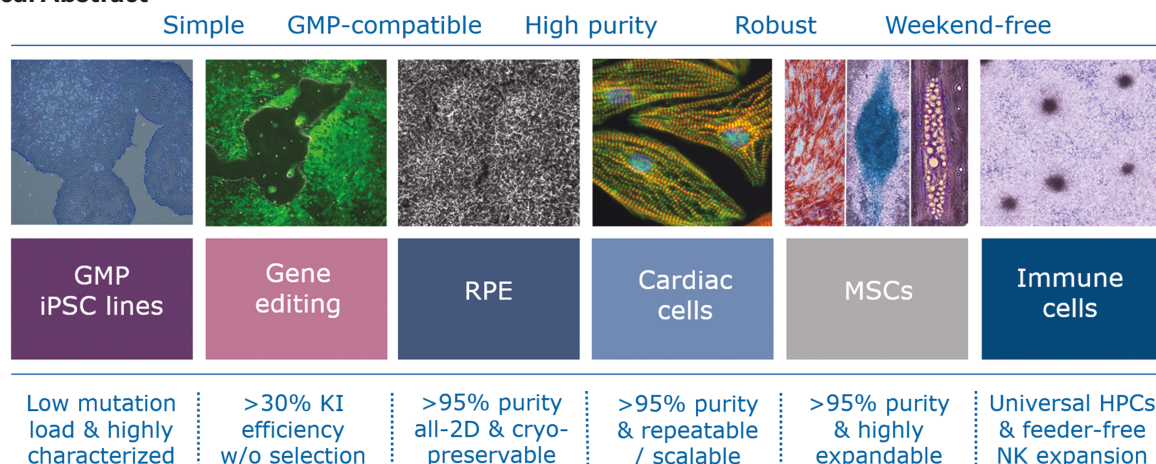 Simple GMP-compatible High purity Robust Weekend-free
GMP
iPSC lines
Gene
editing
RPE
Cardiac
cells
MSCs
Immune
cells
Low mutation
load & highly
characterized
>30% KI
efficiency
w/o selection
>95% purity
all-2D & cryo-
preservable
>95% purity
& repeatable
/ scalable
>95% purity
& highly
expandable
Universal HPCs
& feeder-free
NK expansion